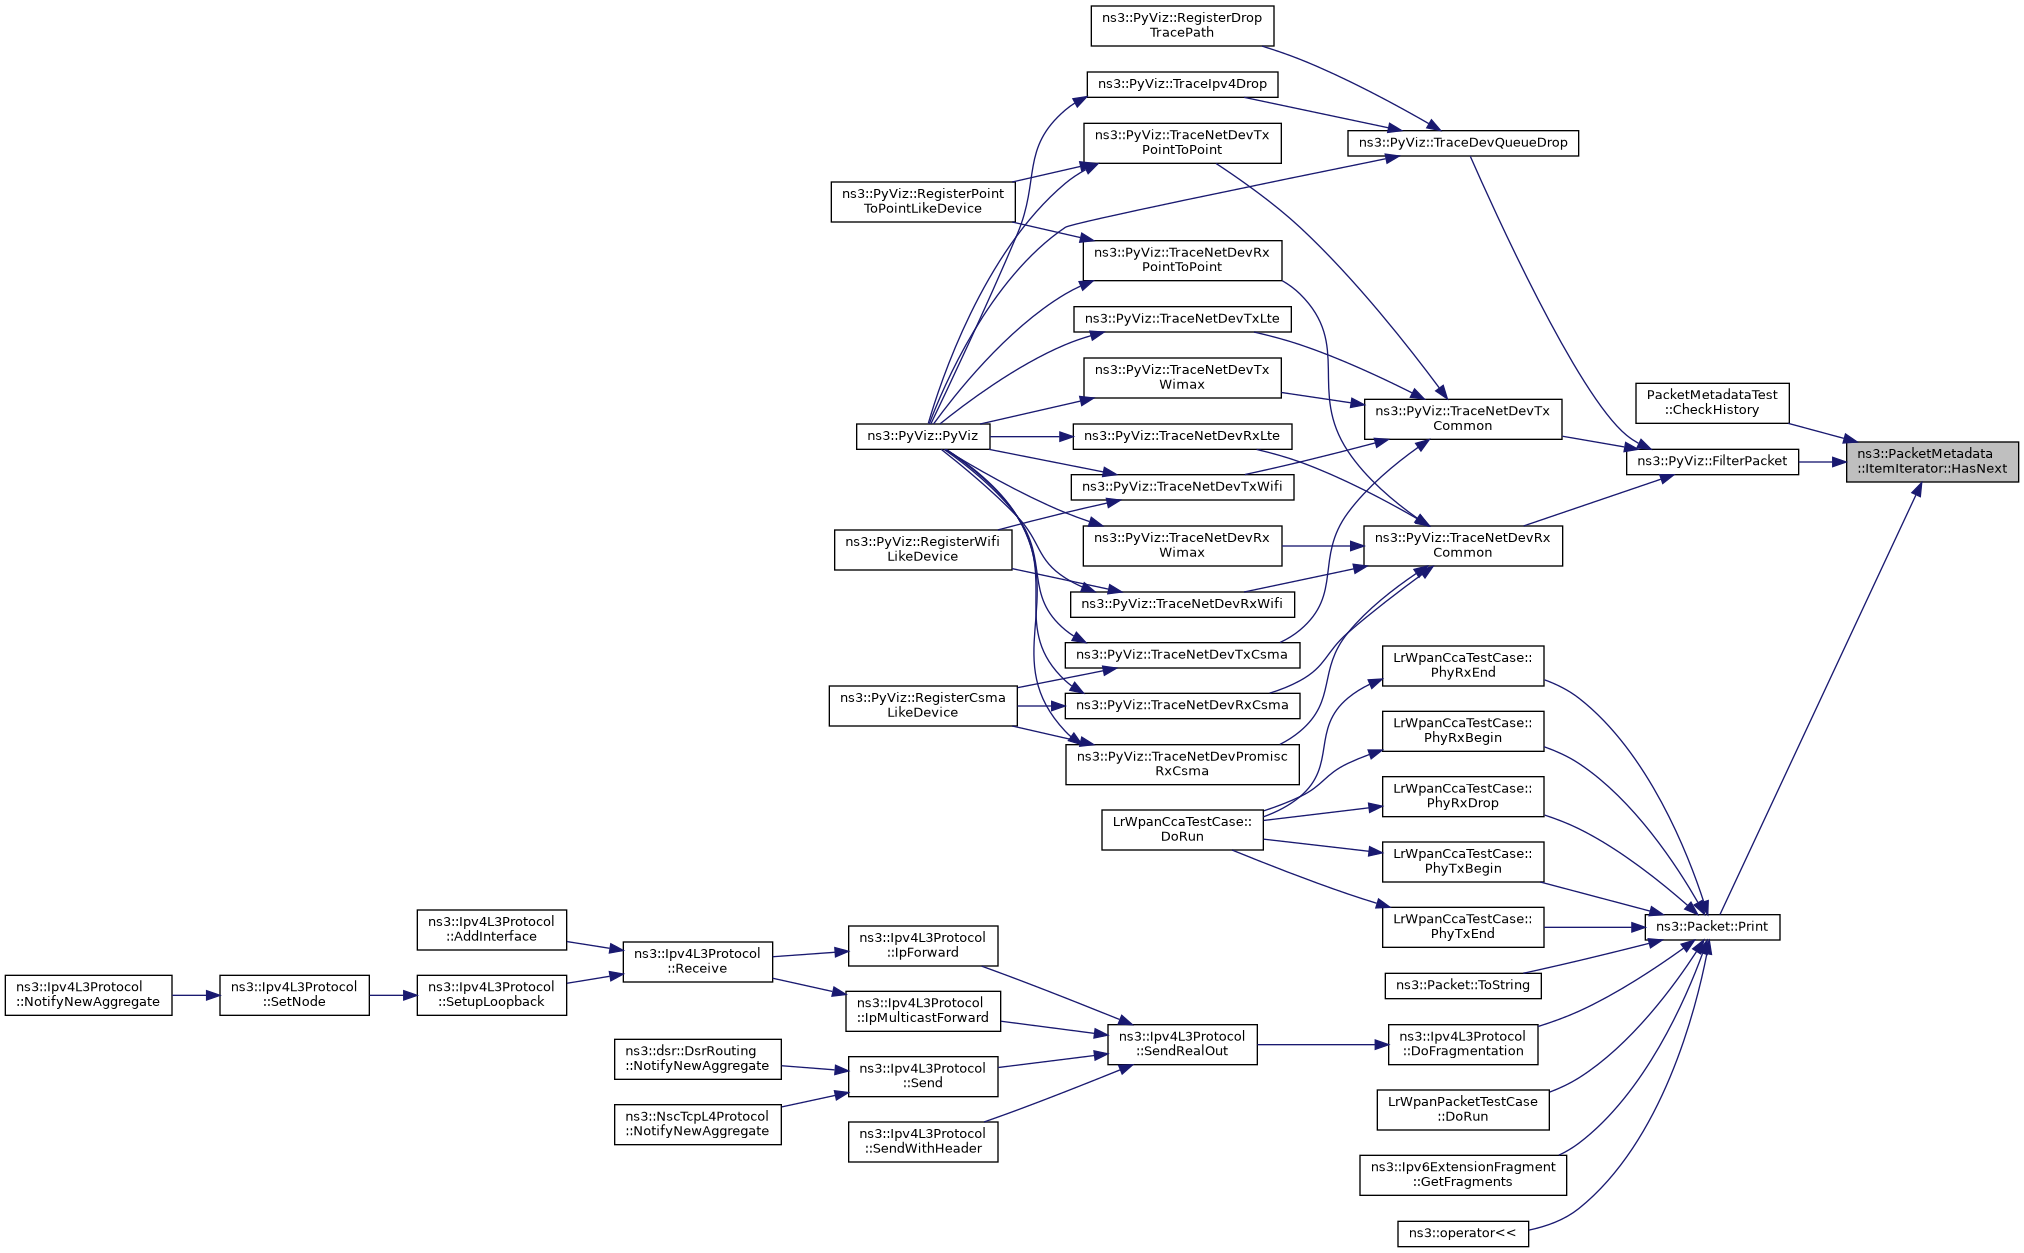 ns3::PyViz::RegisterDrop
TracePath
ns3::PyViz::TraceIpv4Drop
ns3::PyViz::TraceNetDevTx
PointToPoint
ns3::PyViz::TraceDevQueueDrop
ns3::PyViz::RegisterPoint
ToPointLikeDevice
ns3::PyViz::TraceNetDevRx
PointToPoint
ns3::PyViz::TraceNetDevTxLte
ns3::PyViz::TraceNetDevTx
Wimax
PacketMetadataTest
::CheckHistory
ns3::PyViz::TraceNetDevTx
Common
ns3::PyViz::PyViz
ns3::PyViz::TraceNetDevRxLte
ns3::PacketMetadata
::ItemIterator::HasNext
ns3::PyViz::FilterPacket
ns3::PyViz::TraceNetDevTxWifi
ns3::PyViz::RegisterWifi
LikeDevice
ns3::PyViz::TraceNetDevRx
Wimax
ns3::PyViz::TraceNetDevRx
Common
ns3::PyViz::TraceNetDevRxWifi
ns3::PyViz::TraceNetDevTxCsma
LrWpanCcaTestCase::
PhyRxEnd
ns3::PyViz::RegisterCsma
LikeDevice
ns3::PyViz::TraceNetDevRxCsma
LrWpanCcaTestCase::
PhyRxBegin
ns3::PyViz::TraceNetDevPromisc
RxCsma
LrWpanCcaTestCase::
PhyRxDrop
LrWpanCcaTestCase::
DoRun
LrWpanCcaTestCase::
PhyTxBegin
LrWpanCcaTestCase::
PhyTxEnd
ns3::Packet::Print
ns3::Ipv4L3Protocol
::AddInterface
ns3::Ipv4L3Protocol
::Receive
ns3::Ipv4L3Protocol
::IpForward
ns3::Packet::ToString
ns3::Ipv4L3Protocol
::NotifyNewAggregate
ns3::Ipv4L3Protocol
::SetNode
ns3::Ipv4L3Protocol
::SetupLoopback
ns3::Ipv4L3Protocol
::IpMulticastForward
ns3::Ipv4L3Protocol
::SendRealOut
ns3::Ipv4L3Protocol
::DoFragmentation
ns3::dsr::DsrRouting
::NotifyNewAggregate
ns3::Ipv4L3Protocol
::Send
LrWpanPacketTestCase
::DoRun
ns3::NscTcpL4Protocol
::NotifyNewAggregate
ns3::Ipv4L3Protocol
::SendWithHeader
ns3::Ipv6ExtensionFragment
::GetFragments
ns3::operator<<